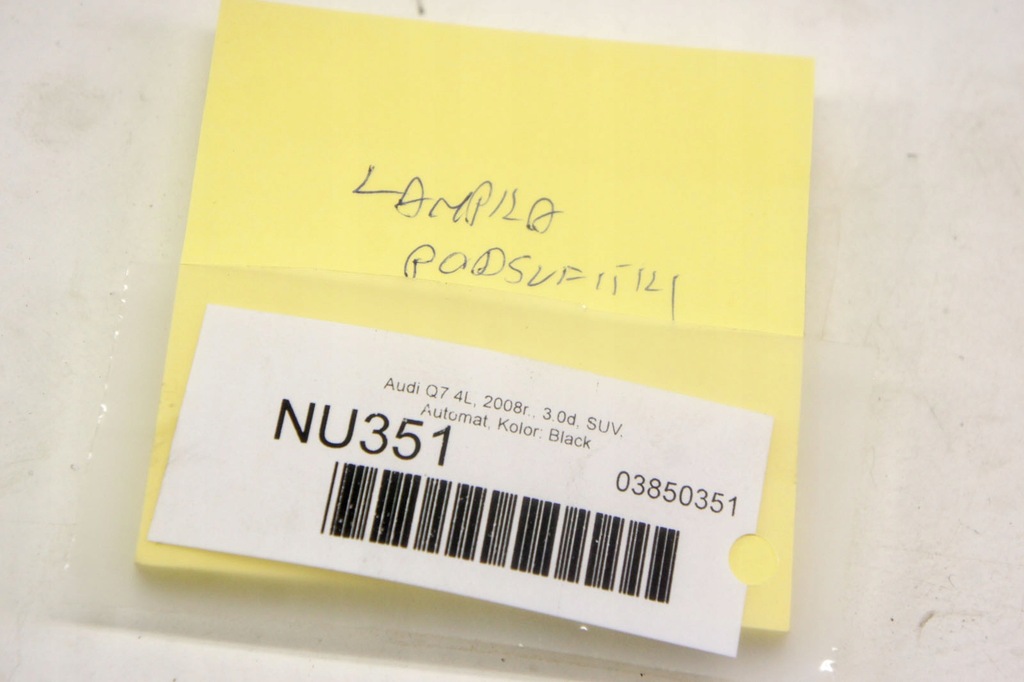 LAMPKA
PODSUFITKI
Audi Q7 4L, 2008r., 3.0d, SUV,
Automat, Kolor: Black
NU351
03850351